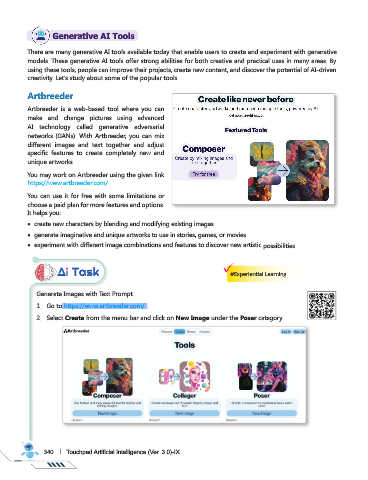 Generative AI Tools
There are many generative AI tools available today that enable users to create and experiment with generative
models. These generative AI tools offer strong abilities for both creative and practical uses in many areas. By
using these tools, people can improve their projects, create new content, and discover the potential of AI-driven
creativity. Let's study about some of the popular tools
Artbreeder
Artbreeder is a web-based tool where you can
make and change pictures using advanced
AI technology called generative adversarial
networks (GANs). With Artbreeder, you can mix
different images and text together and adjust
specific features to create completely new and
unique artworks
You may work on Artbreeder using the given link
https://www.artbreeder.com/
You can use it for free with some limitations or
choose a paid plan for more features and options.
It helps you:
Create like never before
Featured Tools
Composer
Create by mixing images and
Try for free
• create new characters by blending and modifying existing images
• generate imaginative and unique artworks to use in stories, games, or movies
• experiment with different image combinations and features to discover new artistic possibilities
Ai Task
#Experiential Learning
Generate Images with Text Prompt
1 Go to https://www.artbreeder.com/.
2 Select Create from the menu bar and click on New Image under the Poser category
Artbreeder
Tools
Composer Collager Poser
New Image New Image New Image
340 | Touchpad Artificial Intelligence (Ver 3.0)-IX